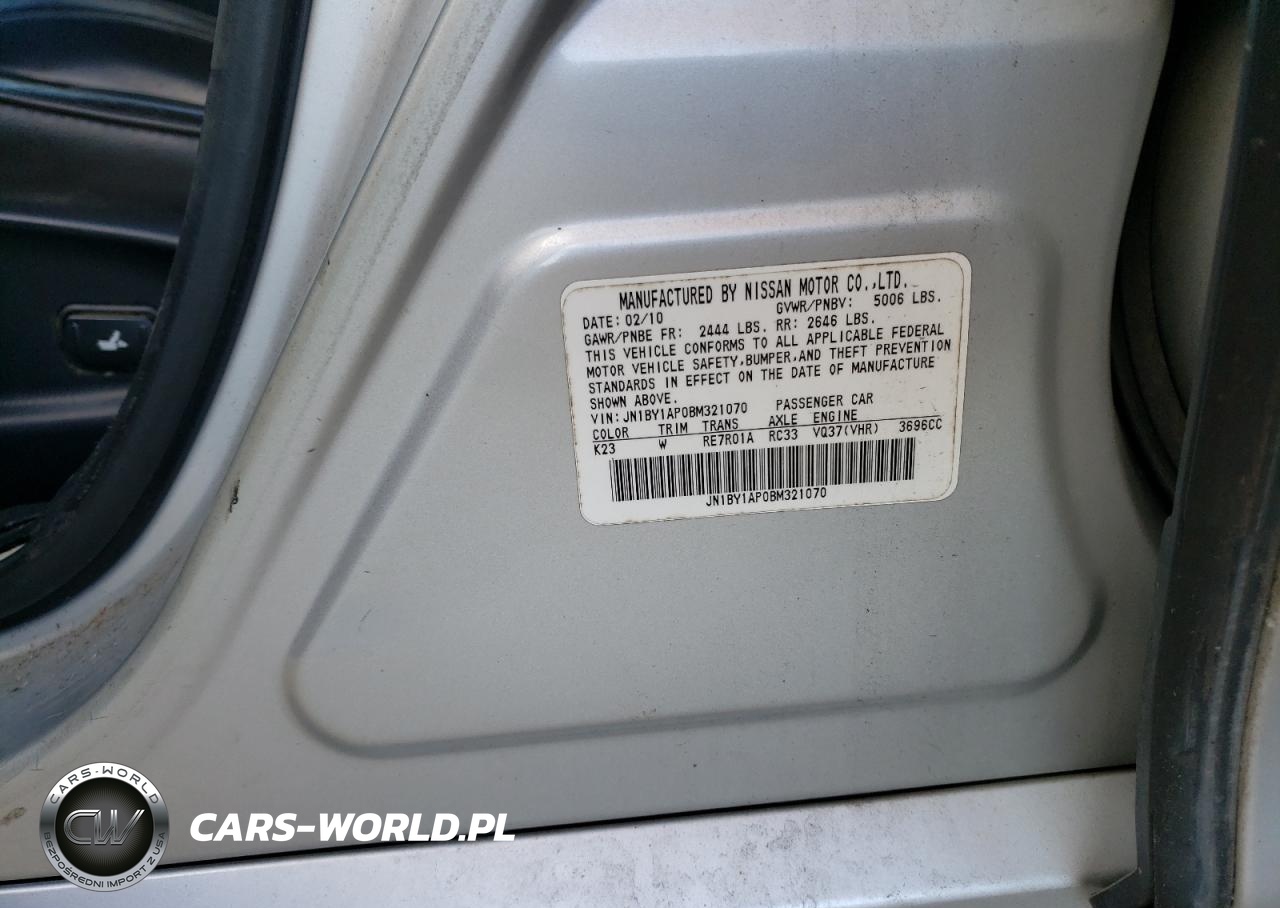 MANUFACTURED BY NISSAN MOTOR CO.,LTD.
DATE: 02/10 GVWR/PNBV: 5006 LBS.
GAWR/PNBE FR: 2444 LBS. RR: 2646 LBS.
THIS VEHICLE CONFORMS TO ALL APPLICABLE FEDERAL
MOTOR VEHICLE SAFETY,BUMPER,AND THEFT PREVENTION
STANDARDS IN EFFECT ON THE DATE OF MANUFACTURE
SHOWN ABOVE.
VIN: JN1BY1AP0BM321070 PASSENGER CAR
COLOR TRIM TRANS AXLE ENGINE
K23 W RE7R01A RC33 VQ37(VHR) 3696CC
JN1BY1AP0BM321070
CARS-WORLD
CW
BEZPOŚREDNI IMPORT Z USA
CARS-WORLD.PL